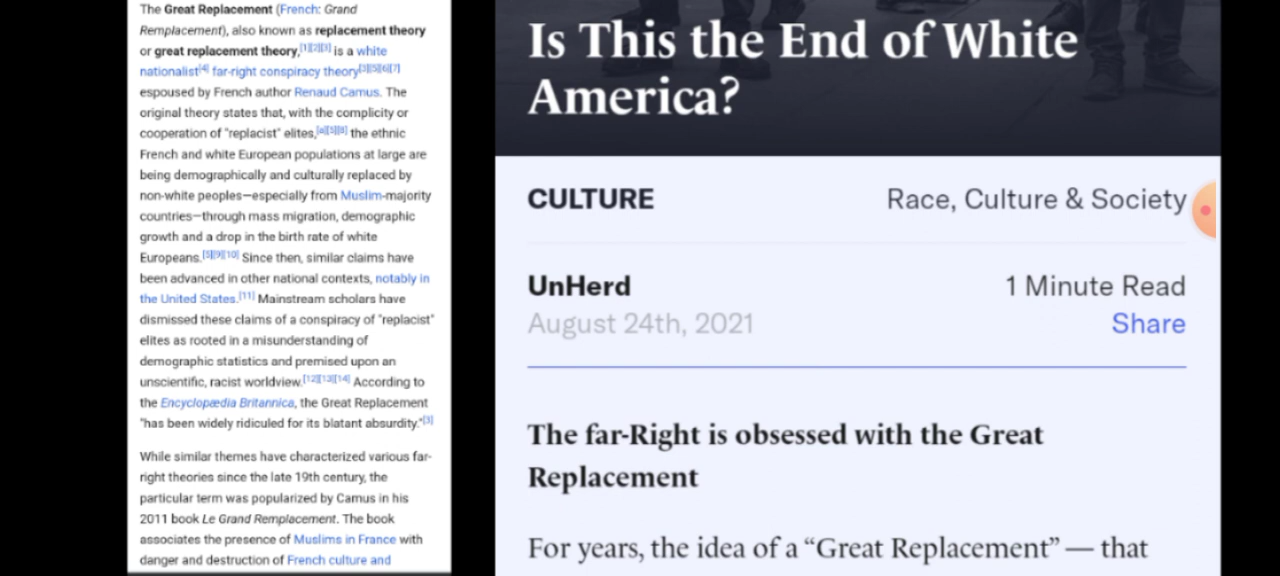 The Great Replacement (French: Grand
Remplacement), also known as replacement theory
or great replacement theory,[1][2][3] is a white
nationalist[4] far-right conspiracy theory[3][5][6][7]
espoused by French author Renaud Camus. The
original theory states that, with the complicity or
cooperation of "replacist" elites,[a][5][8] the ethnic
French and white European populations at large are
being demographically and culturally replaced by
non-white peoples—especially from Muslim-majority
countries—through mass migration, demographic
growth and a drop in the birth rate of white
Europeans.[5][9][10] Since then, similar claims have
been advanced in other national contexts, notably in
the United States.[11] Mainstream scholars have
dismissed these claims of a conspiracy of "replacist"
elites as rooted in a misunderstanding of
demographic statistics and premised upon an
unscientific, racist worldview.[12][13][14] According to
the Encyclopædia Britannica, the Great Replacement
"has been widely ridiculed for its blatant absurdity."[3]
While similar themes have characterized various far-
right theories since the late 19th century, the
particular term was popularized by Camus in his
2011 book Le Grand Remplacement. The book
associates the presence of Muslims in France with
danger and destruction of French culture and
Is This the End of White
America?
CULTURE Race, Culture & Society
UnHerd 1 Minute Read
August 24th, 2021 Share
The far-Right is obsessed with the Great
Replacement
For years, the idea of a “Great Replacement” — that